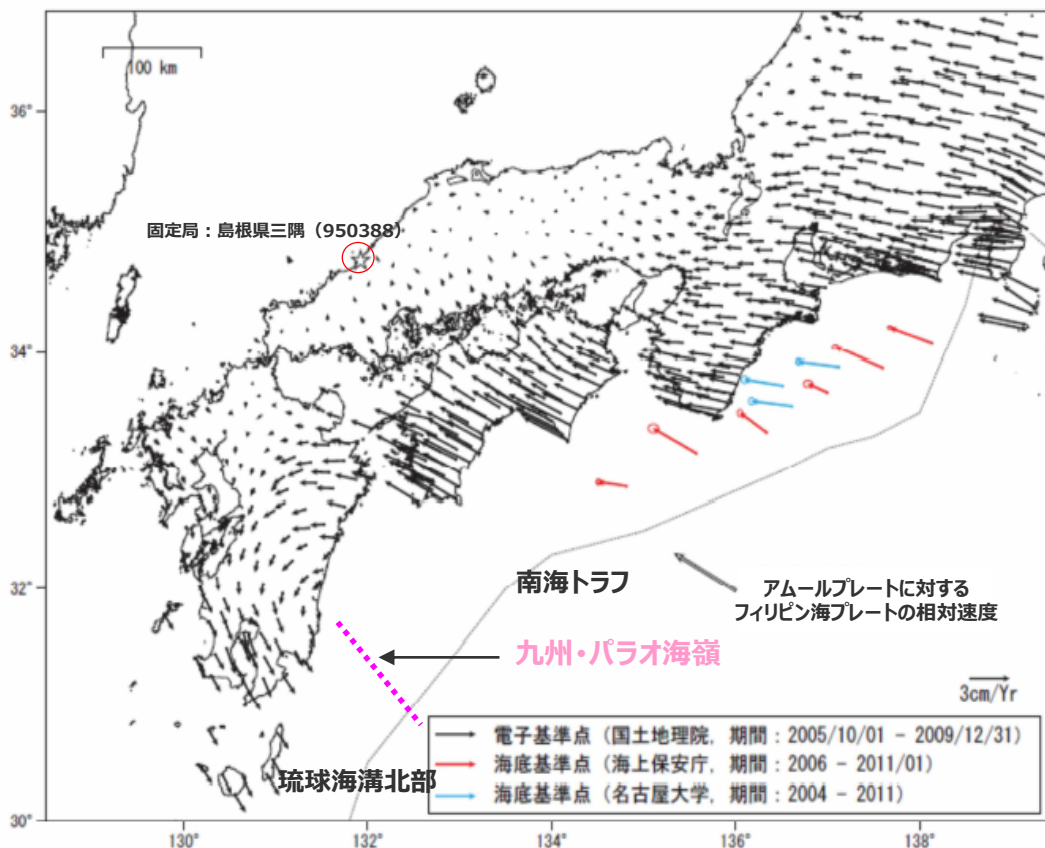 100 km
36°
固定局：島根県三隅（950388）
34°
32°
南海トラフ
アムールプレートに対する
フィリピン海プレートの相対速度
九州・パラオ海嶺
3cm/Yr
電子基準点（国土地理院, 期間：2005/10/01 - 2009/12/31）
海底基準点（海上保安庁, 期間：2006 - 2011/01）
海底基準点（名古屋大学, 期間：2004 - 2011）
琉球海溝北部
30°
130° 132° 134° 136° 138°